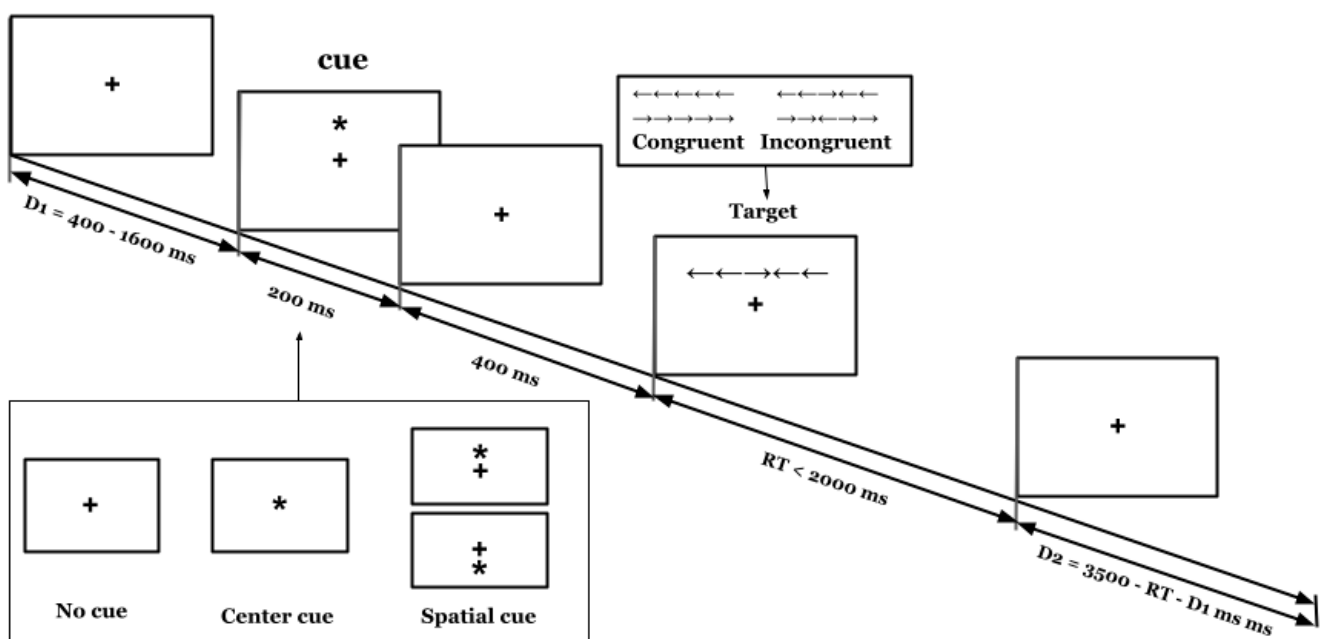 +
cue
*
+
+
←←←←← ←←→←←
→→→→→ →→←→→
Congruent Incongruent
Target
←←→←←
+
+
D1 = 400 - 1600 ms
200 ms
400 ms
RT < 2000 ms
D2 = 3500 - RT - D1 ms ms
+
*
*
+
+
*
No cue
Center cue
Spatial cue